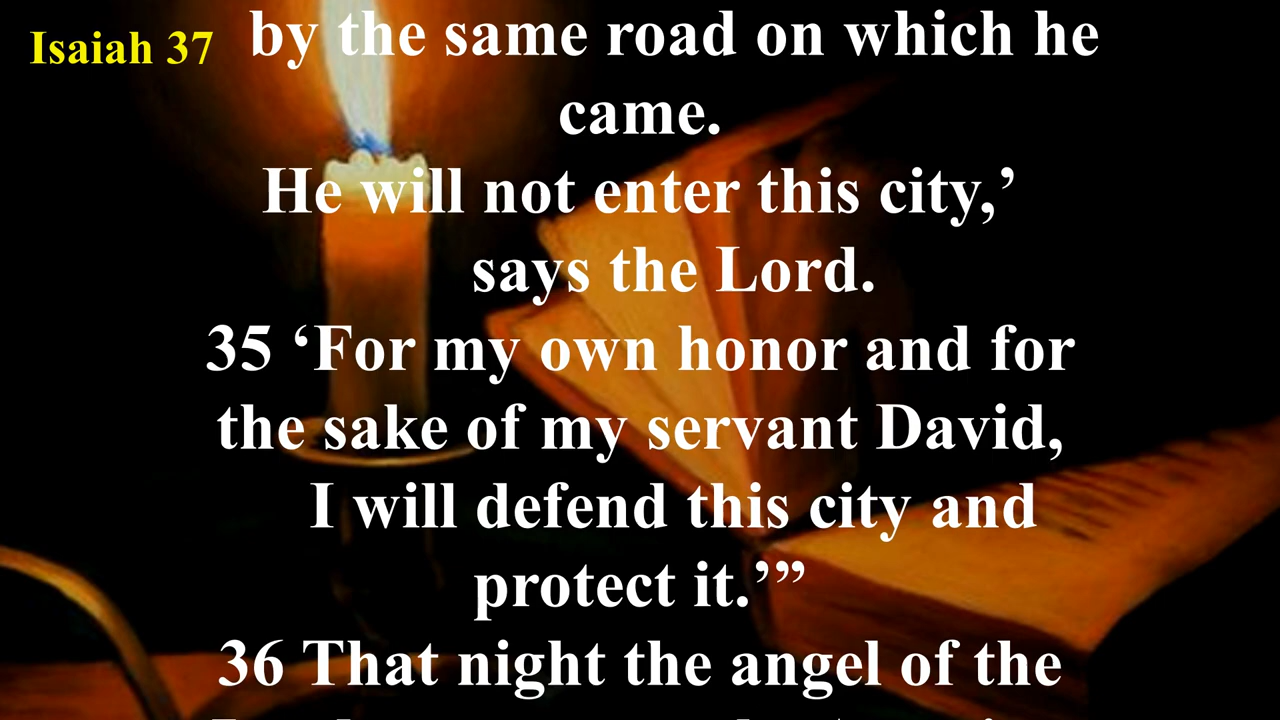 Isaiah 37
by the same road on which he
came.
He will not enter this city,’
says the Lord.
35 ‘For my own honor and for
the sake of my servant David,
I will defend this city and
protect it.’”
36 That night the angel of the